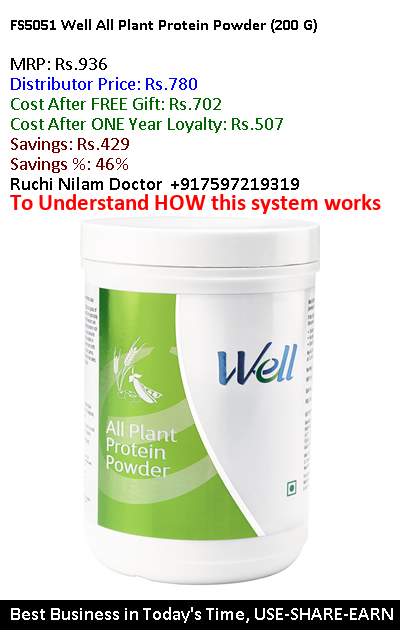 FS5051 Well All Plant Protein Powder (200 G)
MRP: Rs.936
Distributor Price: Rs.780
Cost After FREE Gift: Rs.702
Cost After ONE Year Loyalty: Rs.507
Savings: Rs.429
Savings %: 46%
Ruchi Nilam Doctor +917597219319
To Understand HOW this system works
Well
All Plant
Protein
Powder
Best Business in Today's Time, USE-SHARE-EARN